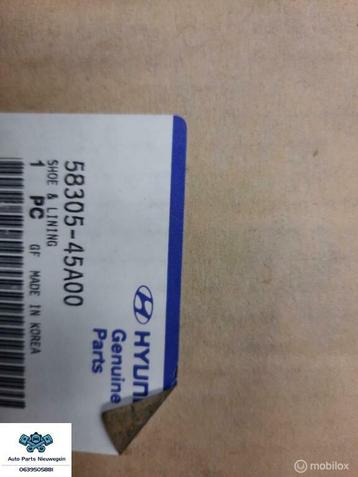 HYUN
Genuine
Parts
58305-45A00
SHOE & LINING
1 PC GF MADE IN KOREA
Auto Parts Nieuwegein
0639505881
© mobilox